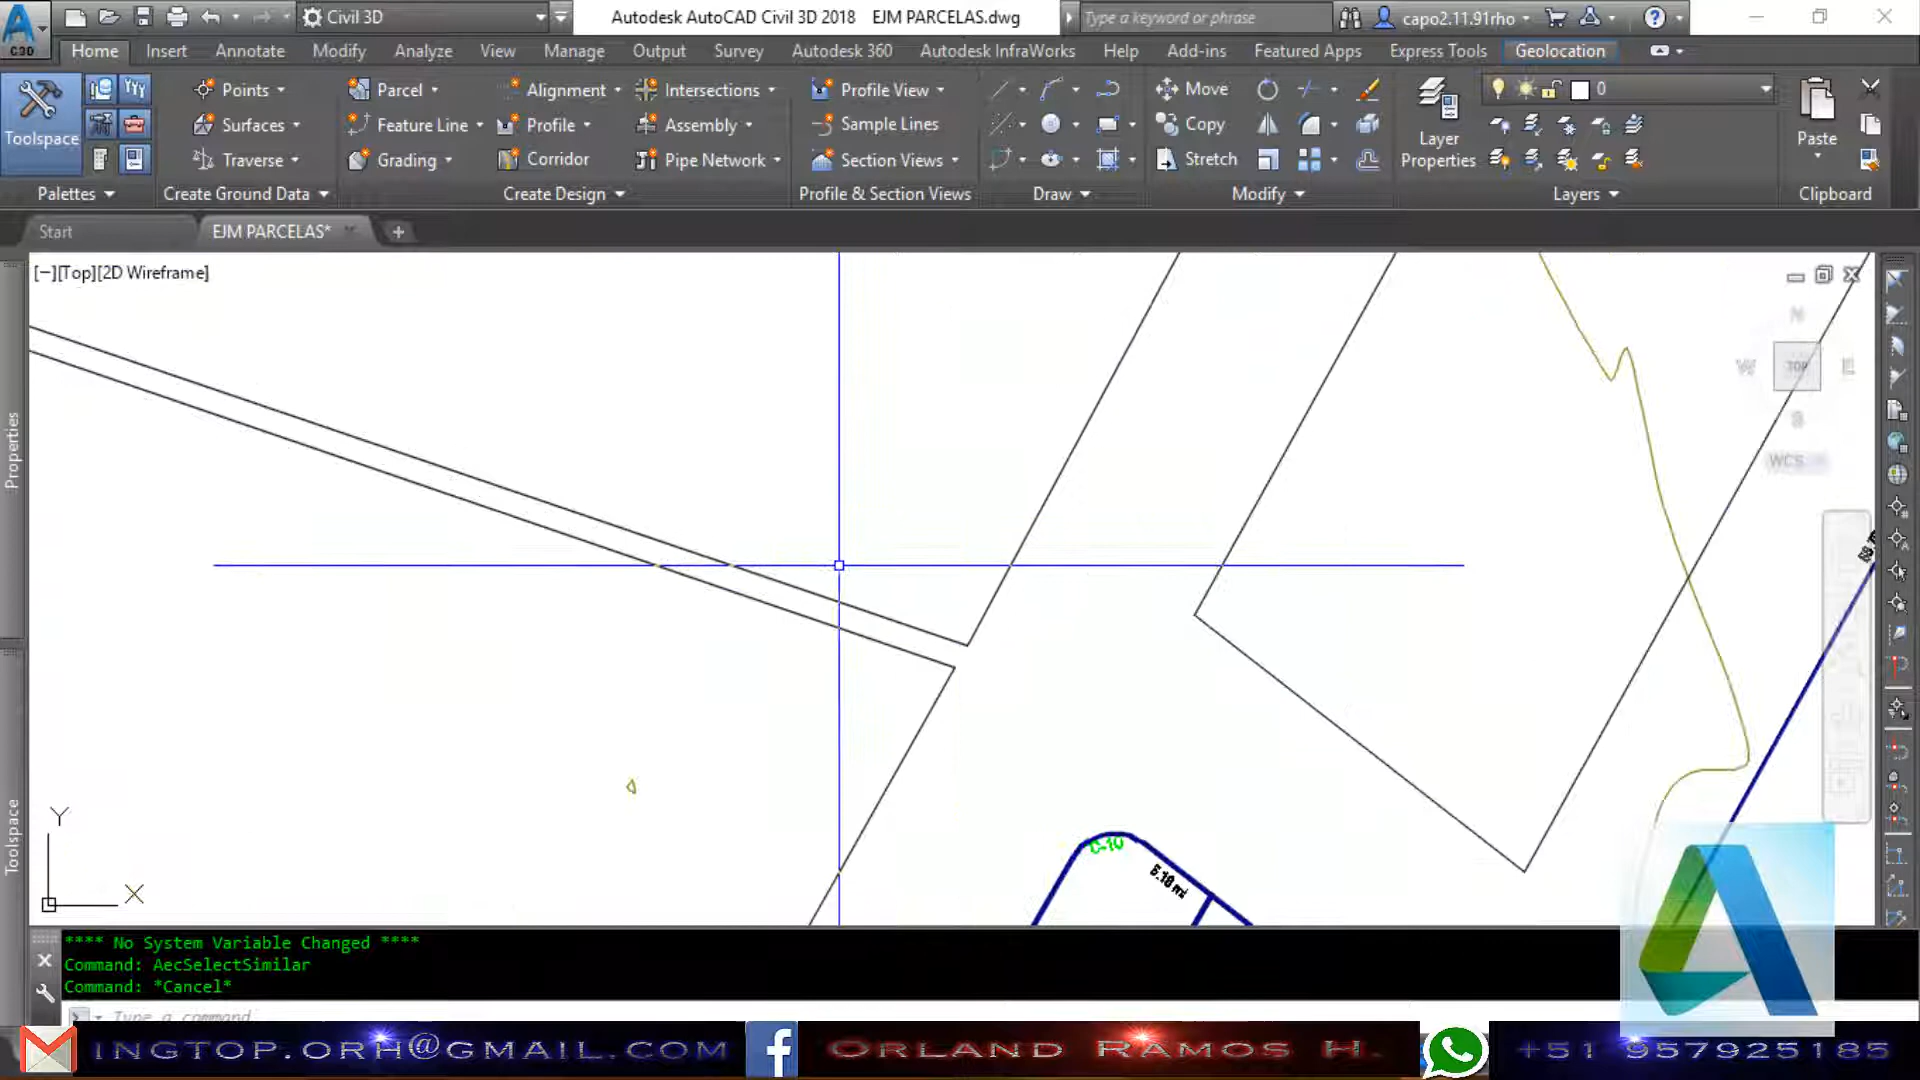 C3D
Civil 3D
Autodesk AutoCAD Civil 3D 2018 EJM PARCELAS.dwg
Type a keyword or phrase
capo2.11.91rho
Home Insert Annotate Modify Analyze View Manage Output Survey Autodesk 360 Autodesk InfraWorks Help Add-ins Featured Apps Express Tools Geolocation
Points Parcel Alignment Intersections Profile View Move 0
Surfaces Feature Line Profile Assembly Sample Lines Copy
Toolspace Layer Properties Paste
Traverse Grading Corridor Pipe Network Section Views Stretch
Palettes Create Ground Data Create Design Profile & Section Views Draw Modify Layers Clipboard
Start EJM PARCELAS*
[−][Top][2D Wireframe]
N
W TOP E
S
WCS
Properties
Toolspace
Y
X
C-10
5.18 ml
**** No System Variable Changed ****
Command: AecSelectSimilar
Command: *Cancel*
Type a command
INGTOP.ORH@GMAIL.COM ORLAND RAMOS H. +51 957925185